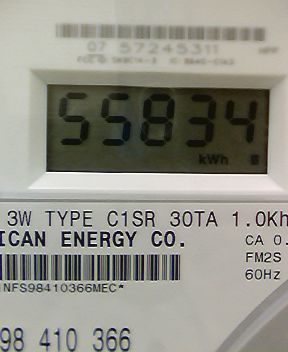 07 57245311
55834
kWh
3W TYPE C1SR 30TA 1.0Kh
ICAN ENERGY CO.
CA 0.
FM2S
60Hz
NFS98410366MEC*
98 410 366